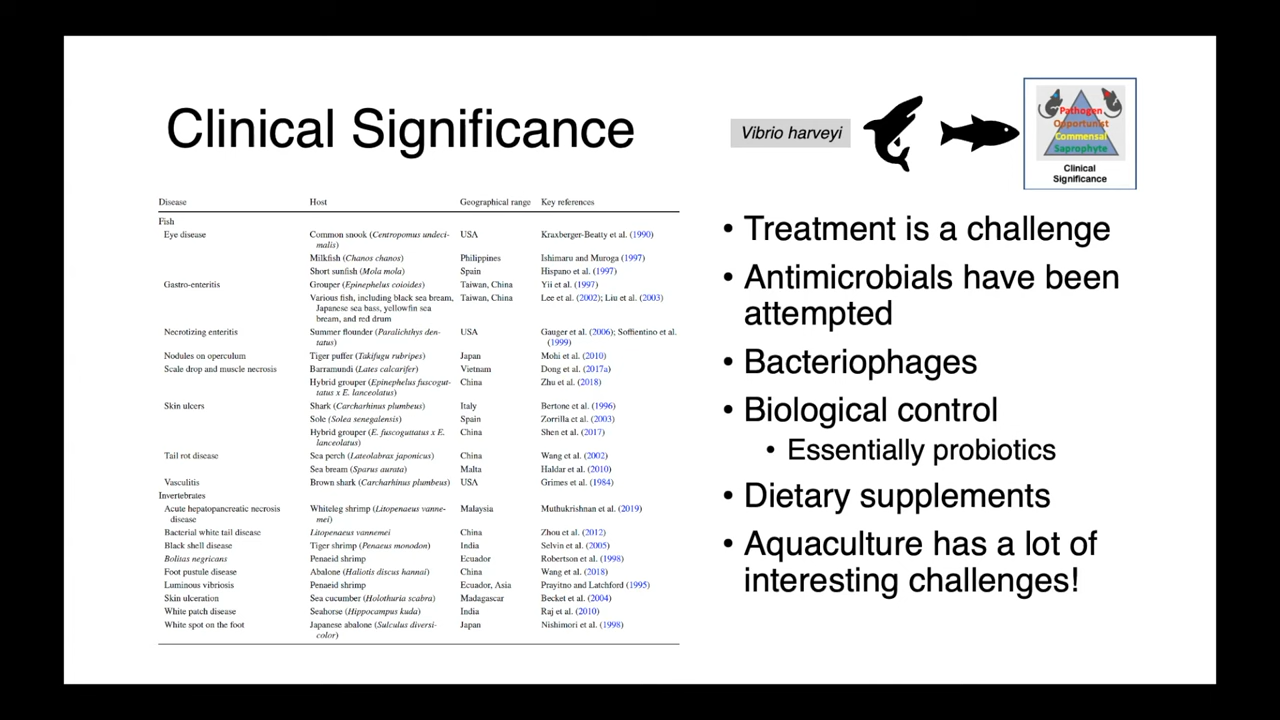 Clinical Significance
Vibrio harveyi
Pathogen
Opportunist
Commensal
Saprophyte
Clinical
Significance
Disease Host Geographical range Key references
Fish
Eye disease Common snook (Centropomus undeci-
malis) USA Kraxberger-Beatty et al. (1990)
Milkfish (Chanos chanos) Philippines Ishimaru and Muroga (1997)
Short sunfish (Mola mola) Spain Hispano et al. (1997)
Gastro-enteritis Grouper (Epinephelus coioides) Taiwan, China Yii et al. (1997)
Various fish, including black sea bream, Taiwan, China Lee et al. (2002); Liu et al. (2003)
Japanese sea bass, yellowfin sea
bream, and red drum
Necrotizing enteritis Summer flounder (Paralichthys den- USA Gauger et al. (2006); Soffientino et al.
tatus) (1999)
Nodules on operculum Tiger puffer (Takifugu rubripes) Japan Mohi et al. (2010)
Scale drop and muscle necrosis Barramundi (Lates calcarifer) Vietnam Dong et al. (2017a)
Hybrid grouper (Epinephelus fuscogut- China Zhu et al. (2018)
tatus x E. lanceolatus)
Skin ulcers Shark (Carcharhinus plumbeus) Italy Bertone et al. (1996)
Sole (Solea senegalensis) Spain Zorrilla et al. (2003)
Hybrid grouper (E. fuscoguttatus x E. China Shen et al. (2017)
lanceolatus)
Tail rot disease Sea perch (Lateolabrax japonicus) China Wang et al. (2002)
Sea bream (Sparus aurata) Malta Haldar et al. (2010)
Vasculitis Brown shark (Carcharhinus plumbeus) USA Grimes et al. (1984)
Invertebrates
Acute hepatopancreatic necrosis Whiteleg shrimp (Litopenaeus vanne- Malaysia Muthukrishnan et al. (2019)
disease mei)
Bacterial white tail disease Litopenaeus vannemei China Zhou et al. (2012)
Black shell disease Tiger shrimp (Penaeus monodon) India Selvin et al. (2005)
Bolitas negricans Penaeid shrimp Ecuador Robertson et al. (1998)
Foot pustule disease Abalone (Haliotis discus hannai) China Wang et al. (2018)
Luminous vibriosis Penaeid shrimp Ecuador, Asia Prayitno and Latchford (1995)
Skin ulceration Sea cucumber (Holothuria scabra) Madagascar Becket et al. (2004)
White patch disease Seahorse (Hippocampus kuda) India Raj et al. (2010)
White spot on the foot Japanese abalone (Sulculus diversi- Japan Nishimori et al. (1998)
color)
• Treatment is a challenge
• Antimicrobials have been
attempted
• Bacteriophages
• Biological control
• Essentially probiotics
• Dietary supplements
• Aquaculture has a lot of
interesting challenges!